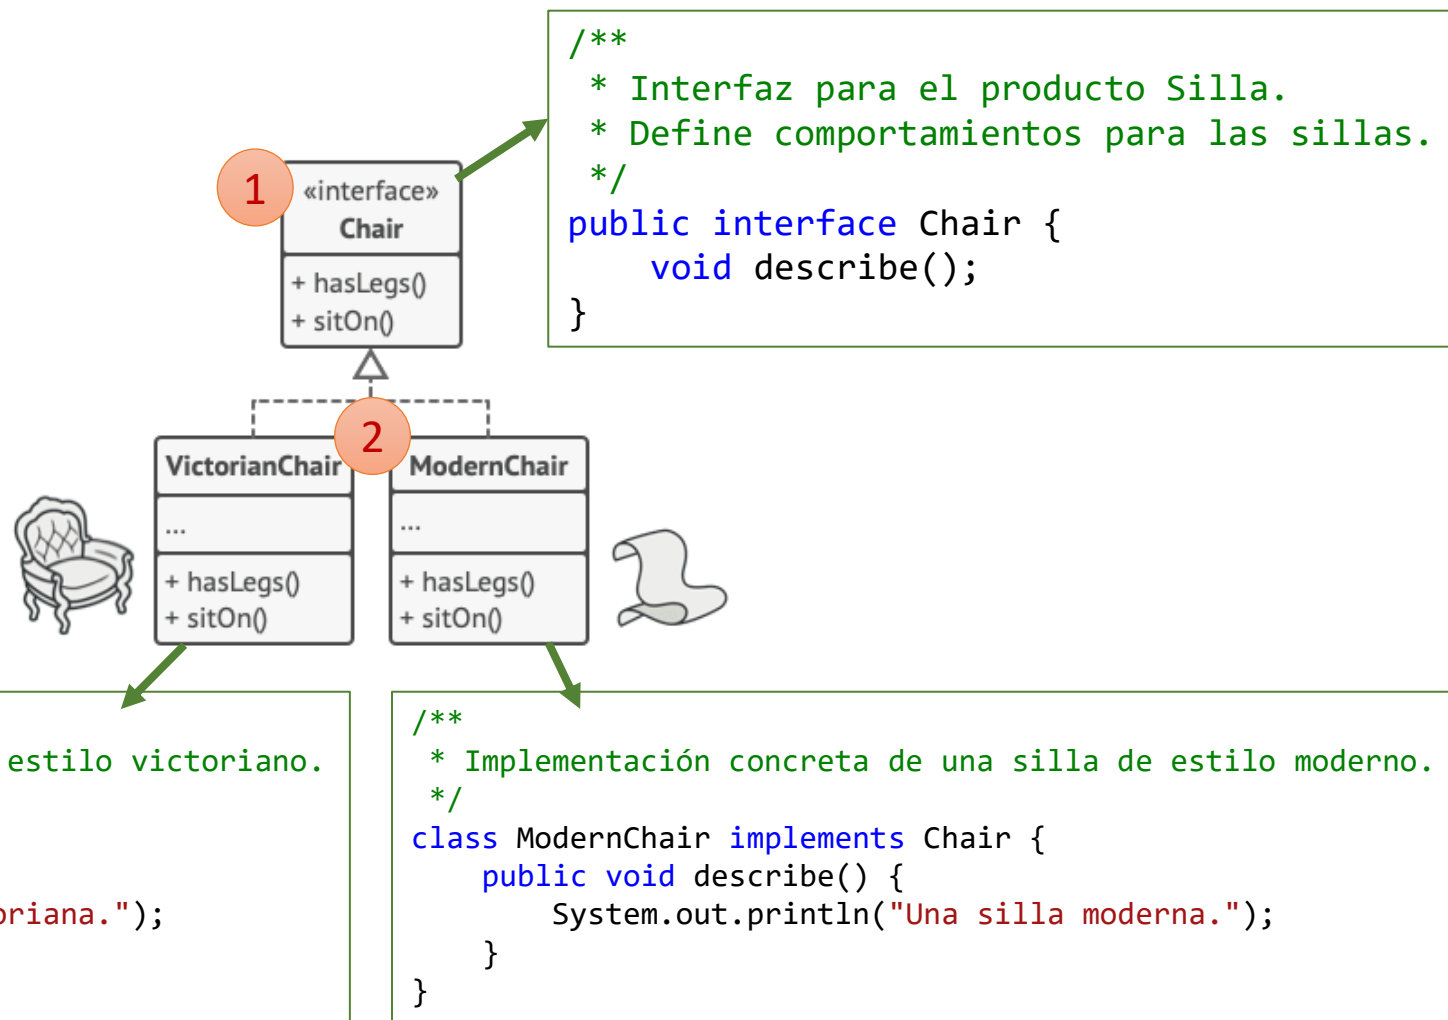 /**
 * Interfaz para el producto Silla.
 * Define comportamientos para las sillas.
 */
public interface Chair {
    void describe();
}
1
«interface»
Chair
+ hasLegs()
+ sitOn()
2
VictorianChair
...
+ hasLegs()
+ sitOn()
ModernChair
...
+ hasLegs()
+ sitOn()
estilo victoriano.
oriana.");
/**
 * Implementación concreta de una silla de estilo moderno.
 */
class ModernChair implements Chair {
    public void describe() {
        System.out.println("Una silla moderna.");
    }
}